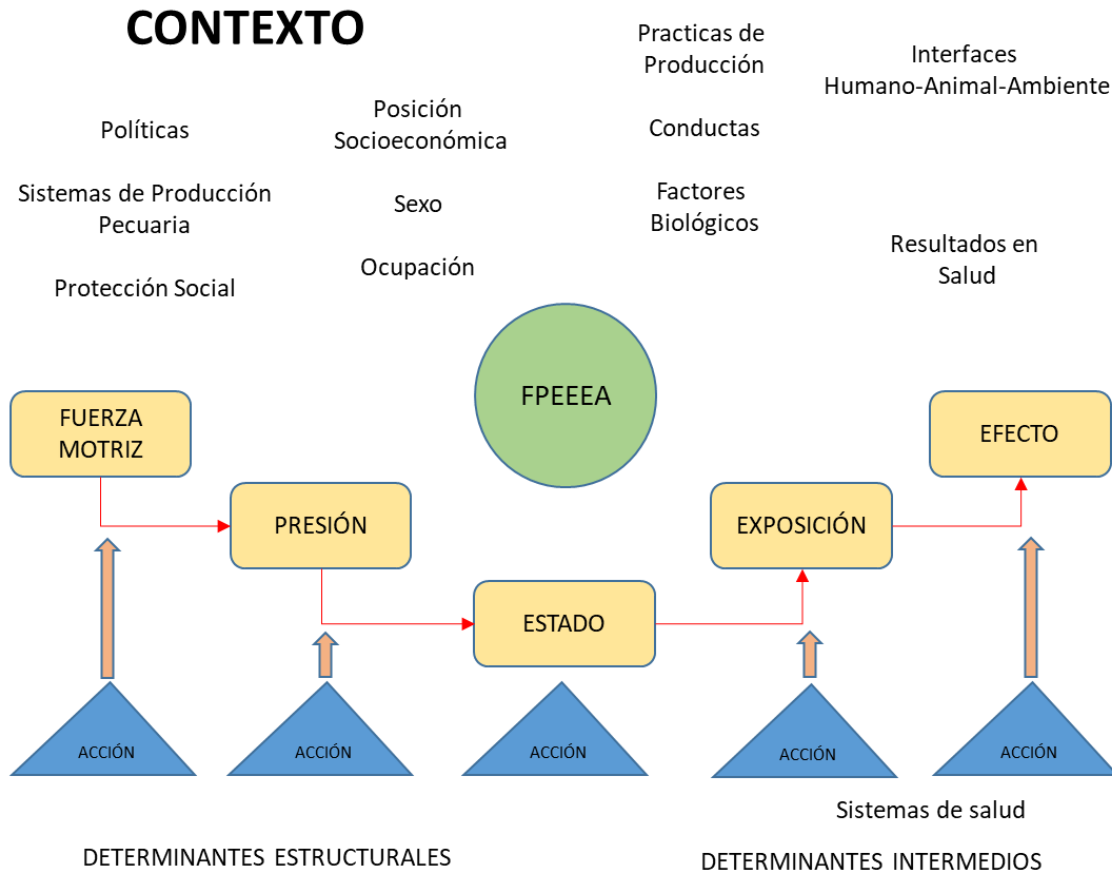 CONTEXTO
Políticas
Sistemas de Producción
Pecuaria
Protección Social
Posición
Socioeconómica
Sexo
Ocupación
Practicas de
Producción
Conductas
Factores
Biológicos
Interfaces
Humano-Animal-Ambiente
Resultados en
Salud
FPEEEA
FUERZA
MOTRIZ
PRESIÓN
ESTADO
EXPOSICIÓN
EFECTO
ACCIÓN
ACCIÓN
ACCIÓN
ACCIÓN
ACCIÓN
Sistemas de salud
DETERMINANTES ESTRUCTURALES
DETERMINANTES INTERMEDIOS